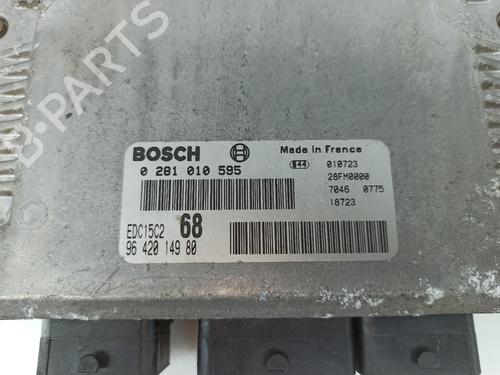 B-PARTS
BOSCH
Made in France
0 281 010 595
944 010723
28FM0000
7046 0775
18723
EDC15C2 68
96 420 149 80